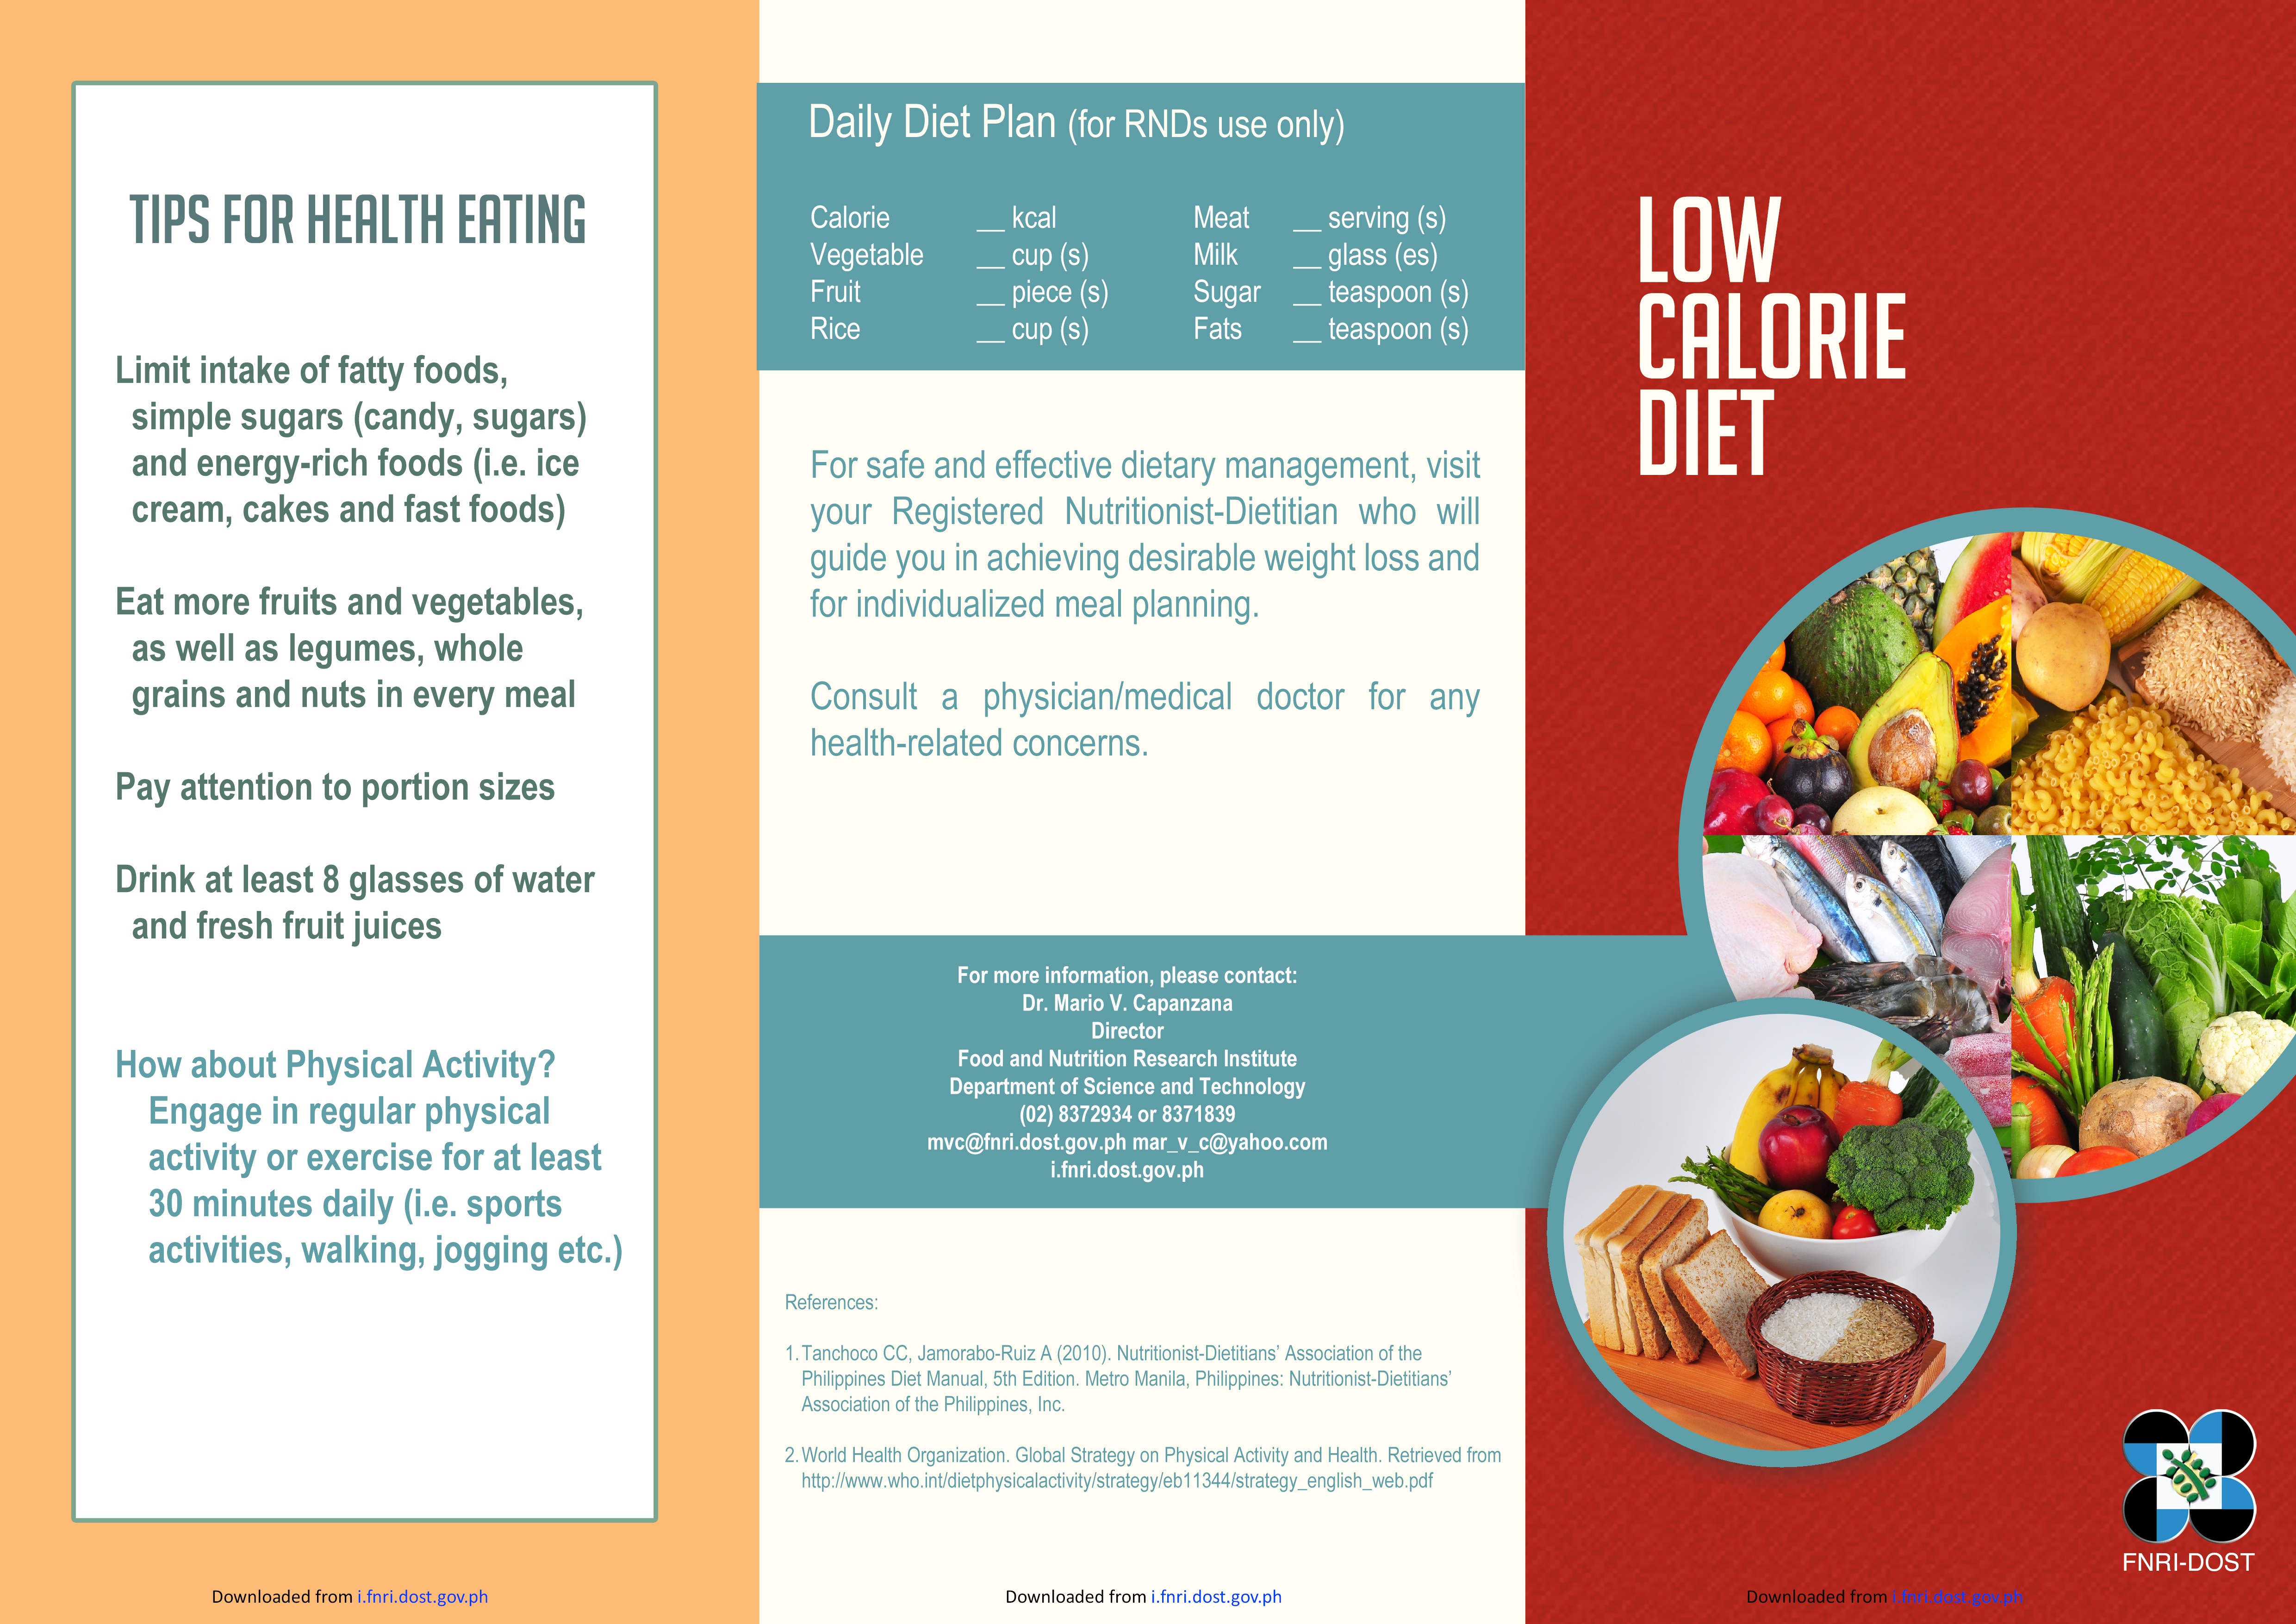 TIPS FOR HEALTH EATING
Limit intake of fatty foods,
simple sugars (candy, sugars)
and energy-rich foods (i.e. ice
cream, cakes and fast foods)
Eat more fruits and vegetables,
as well as legumes, whole
grains and nuts in every meal
Pay attention to portion sizes
Drink at least 8 glasses of water
and fresh fruit juices
How about Physical Activity?
Engage in regular physical
activity or exercise for at least
30 minutes daily (i.e. sports
activities, walking, jogging etc.)
Downloaded from i.fnri.dost.gov.ph
Daily Diet Plan (for RNDs use only)
Calorie __ kcal Meat __ serving (s)
Vegetable __ cup (s) Milk __ glass (es)
Fruit __ piece (s) Sugar __ teaspoon (s)
Rice __ cup (s) Fats __ teaspoon (s)
For safe and effective dietary management, visit
your Registered Nutritionist-Dietitian who will
guide you in achieving desirable weight loss and
for individualized meal planning.
Consult a physician/medical doctor for any
health-related concerns.
For more information, please contact:
Dr. Mario V. Capanzana
Director
Food and Nutrition Research Institute
Department of Science and Technology
(02) 8372934 or 8371839
mvc@fnri.dost.gov.ph mar_v_c@yahoo.com
i.fnri.dost.gov.ph
References:
1. Tanchoco CC, Jamorabo-Ruiz A (2010). Nutritionist-Dietitians’ Association of the
Philippines Diet Manual, 5th Edition. Metro Manila, Philippines: Nutritionist-Dietitians’
Association of the Philippines, Inc.
2. World Health Organization. Global Strategy on Physical Activity and Health. Retrieved from
http://www.who.int/dietphysicalactivity/strategy/eb11344/strategy_english_web.pdf
Downloaded from i.fnri.dost.gov.ph
LOW
CALORIE
DIET
FNRI-DOST
Downloaded from i.fnri.dost.gov.ph